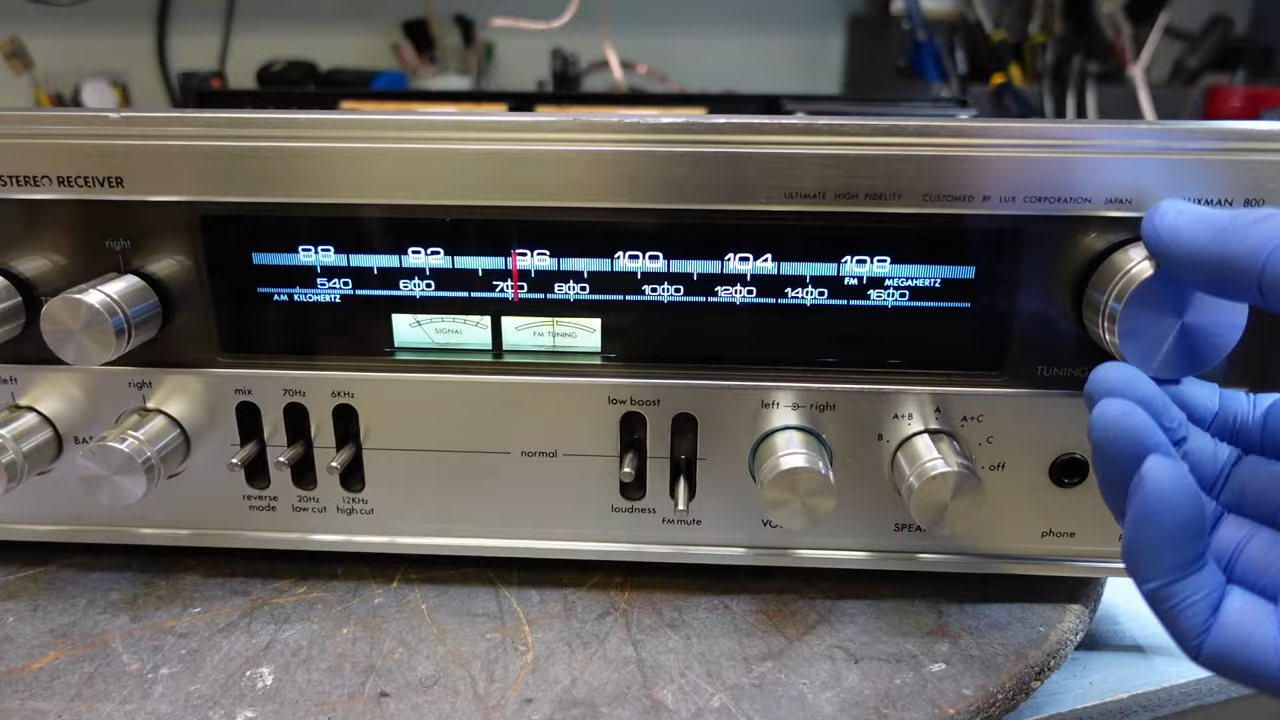 STEREO RECEIVER
ULTIMATE HIGH FIDELITY CUSTOMED BY LUX CORPORATION, JAPAN
LUXMAN 800
right
88 92 96 100 104 108
FM MEGAHERTZ
540 600 700 800 1000 1200 1400 1600
AM KILOHERTZ
SIGNAL
FM TUNING
TUNING
left
right
mix
70Hz
6KHz
low boost
left right
A+B
A
A+C
B
C
off
normal
reverse
mode
20Hz
low cut
12KHz
high cut
loudness
FM mute
phone